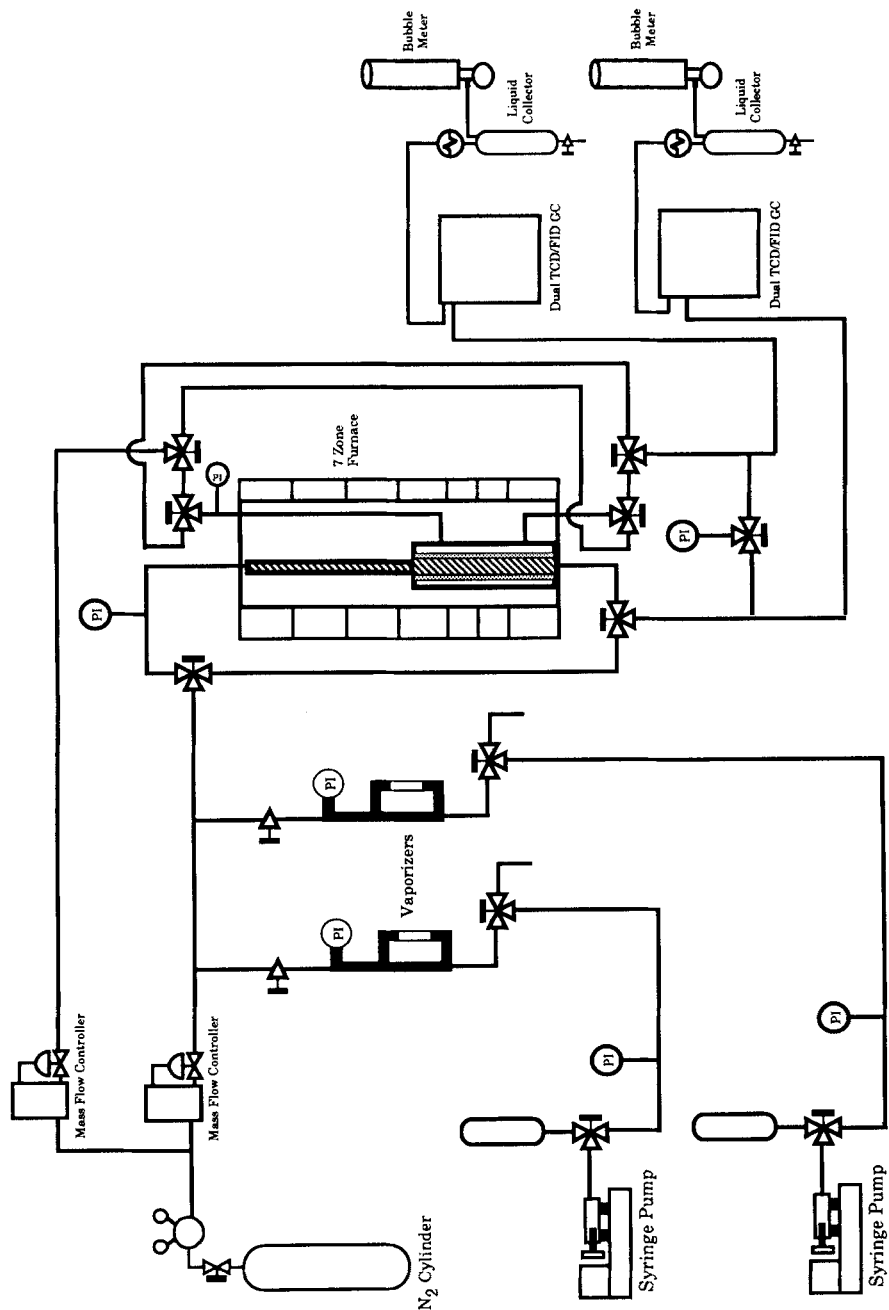 Bubble
Meter
Liquid
Collector
Dual TCD/FID GC
Bubble
Meter
Liquid
Collector
Dual TCD/FID GC
7 Zone
Furnace
PI
PI
PI
PI
PI
Vaporizers
PI
PI
Mass Flow Controller
Mass Flow Controller
N2 Cylinder
Syringe Pump
Syringe Pump